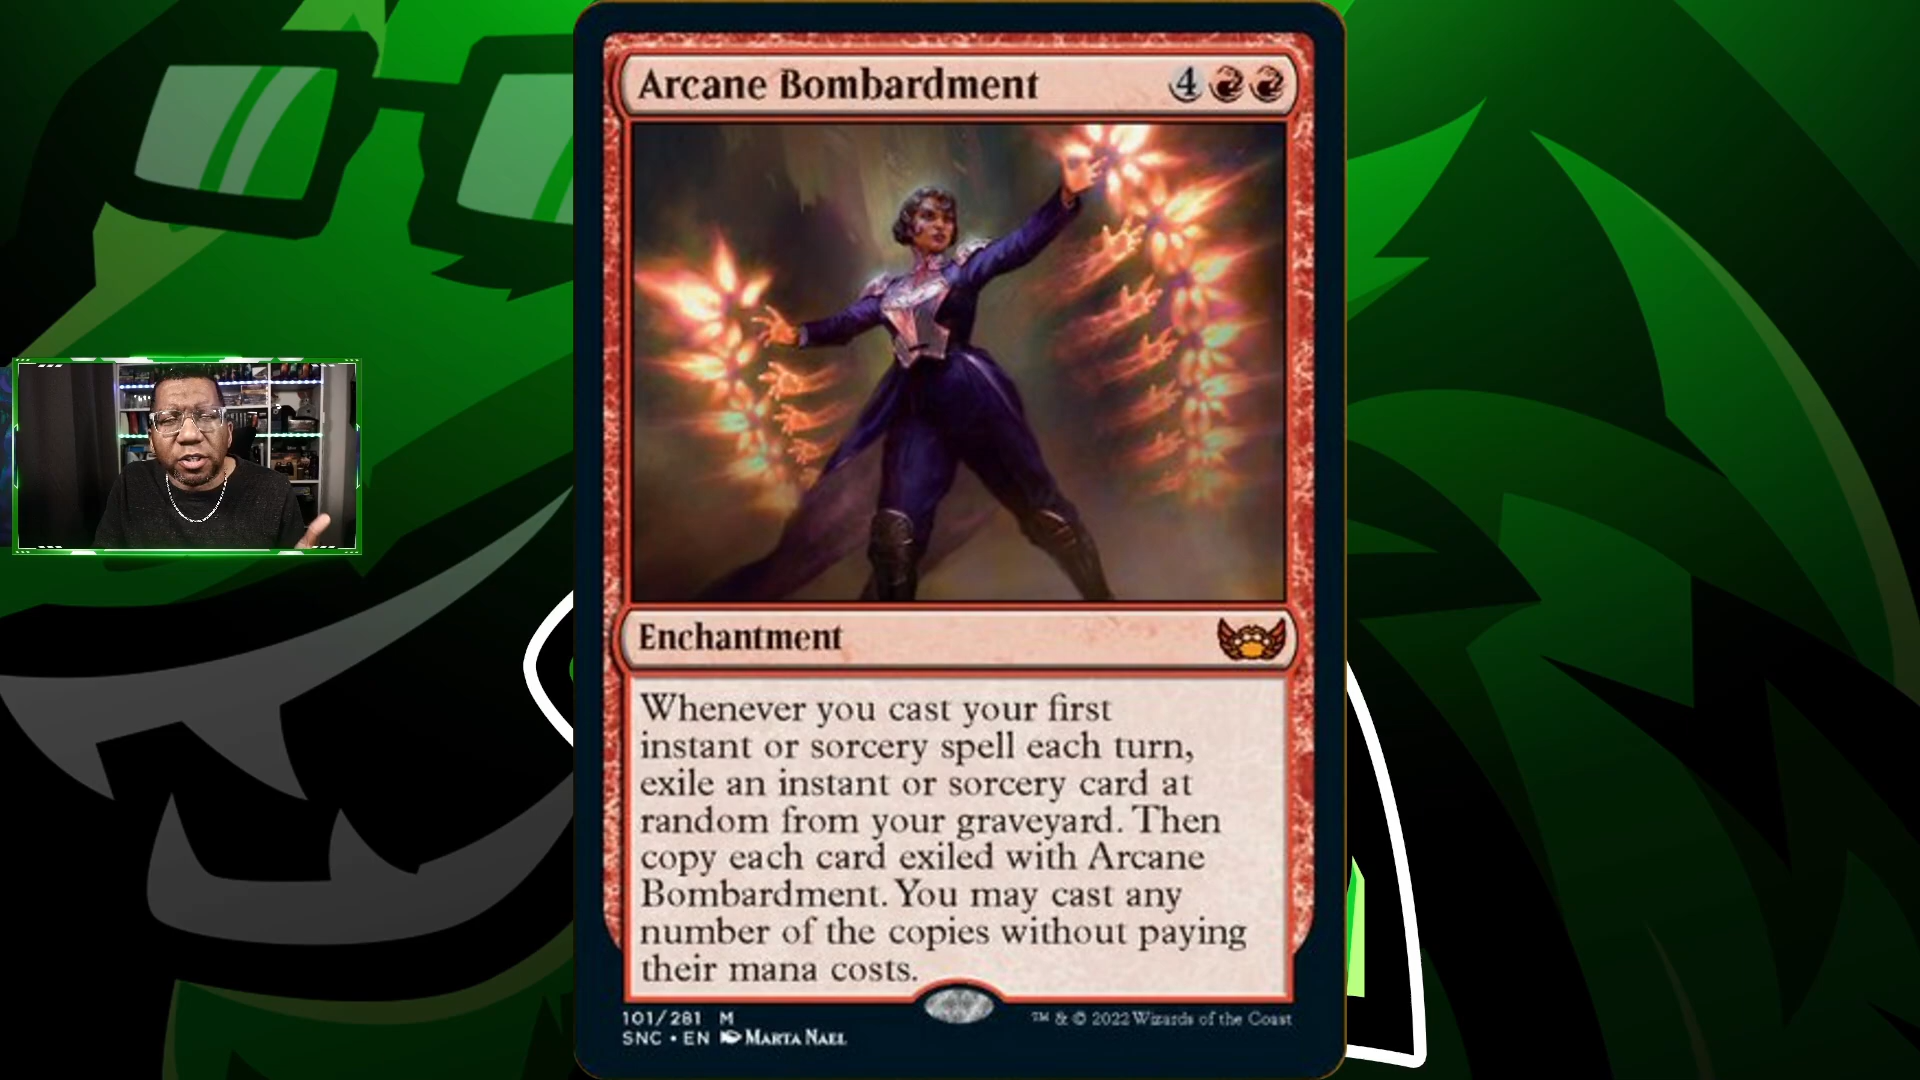 Arcane Bombardment 4
Enchantment
Whenever you cast your first
instant or sorcery spell each turn,
exile an instant or sorcery card at
random from your graveyard. Then
copy each card exiled with Arcane
Bombardment. You may cast any
number of the copies without paying
their mana costs.
101/281 M
SNC • EN Marta Nael
™ & © 2022 Wizards of the Coast